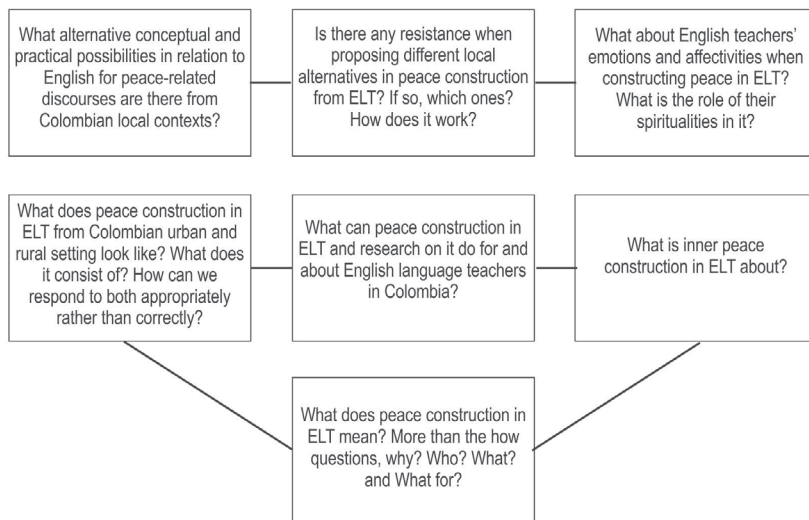 What alternative conceptual and
practical possibilities in relation to
English for peace-related
discourses are there from
Colombian local contexts?
Is there any resistance when
proposing different local
alternatives in peace construction
from ELT? If so, which ones?
How does it work?
What about English teachers'
emotions and affectivities when
constructing peace in ELT?
What is the role of their
spiritualities in it?
What does peace construction in
ELT from Colombian urban and
rural setting look like? What does
it consist of? How can we
respond to both appropriately
rather than correctly?
What can peace construction in
ELT and research on it do for and
about English language teachers
in Colombia?
What is inner peace
construction in ELT about?
What does peace construction in
ELT mean? More than the how
questions, why? Who? What?
and What for?